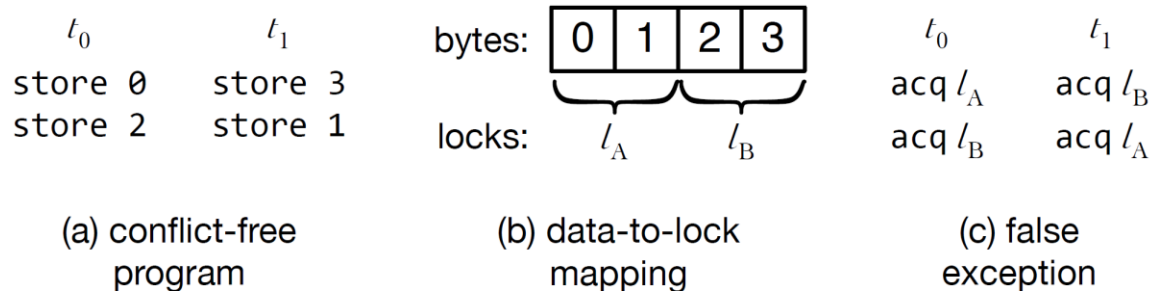 t0 t1
store 0 store 3
store 2 store 1
(a) conflict-free
program
bytes: 0 1 2 3
locks: lA lB
(b) data-to-lock
mapping
t0 t1
acq lA acq lB
acq lB acq lA
(c) false
exception